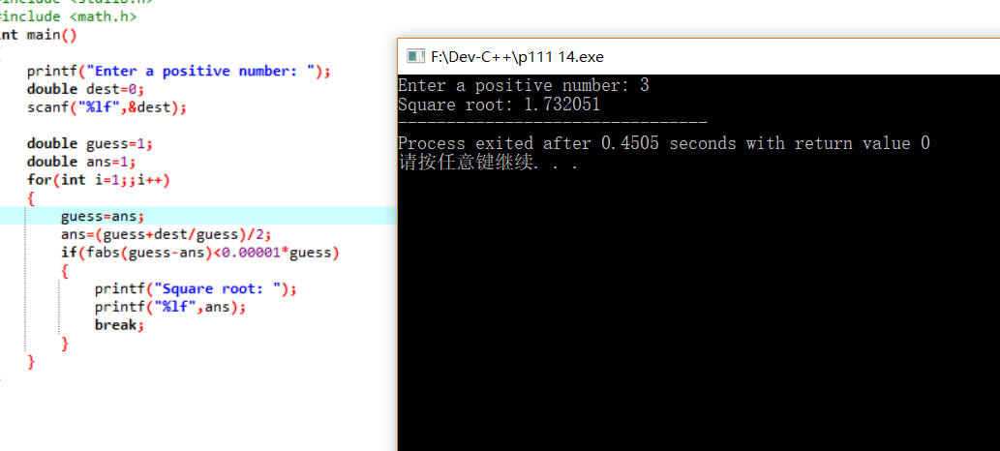 #include <stdlib.h>
#include <math.h>
int main()
{
printf("Enter a positive number: ");
double dest=0;
scanf("%lf",&dest);
double guess=1;
double ans=1;
for(int i=1;;i++)
{
guess=ans;
ans=(guess+dest/guess)/2;
if(fabs(guess-ans)<0.00001*guess)
{
printf("Square root: ");
printf("%lf",ans);
break;
}
}
F:\Dev-C++\p111 14.exe
Enter a positive number: 3
Square root: 1.732051
--------------------------------
Process exited after 0.4505 seconds with return value 0
请按任意键继续. . .